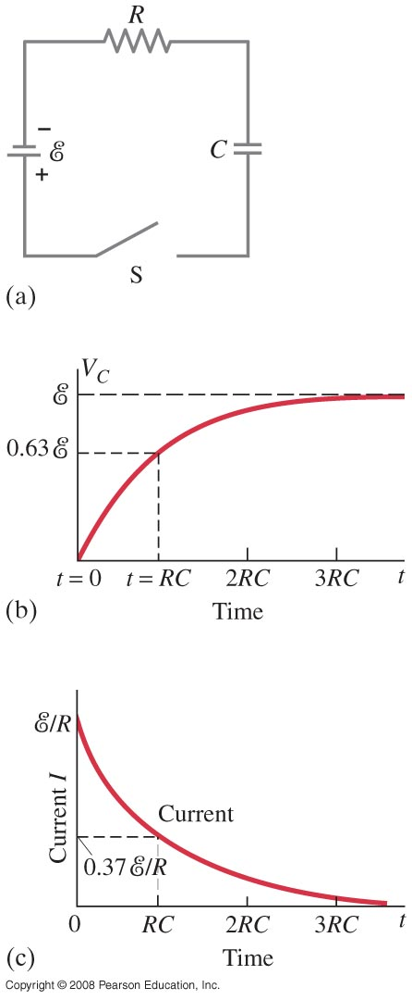 R
−
ℰ
C
+
S
(a)
V_C
ℰ
0.63ℰ
t = 0 t = RC 2RC 3RC t
(b) Time
ℰ/R
Current I
Current
0.37 ℰ/R
0 RC 2RC 3RC t
(c) Time
Copyright © 2008 Pearson Education, Inc.